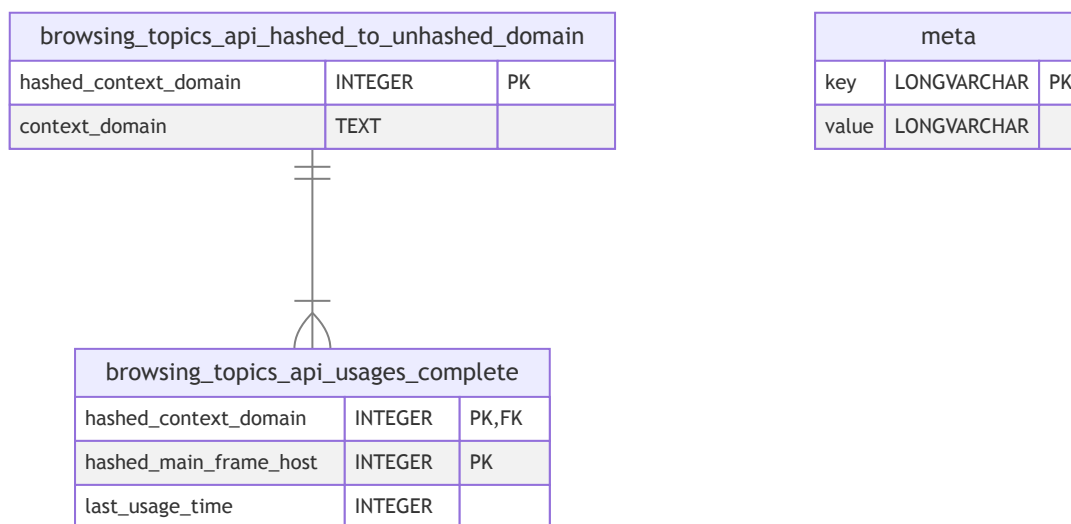 browsing_topics_api_hashed_to_unhashed_domain
hashed_context_domain INTEGER PK
context_domain TEXT
meta
key LONGVARCHAR PK
value LONGVARCHAR
browsing_topics_api_usages_complete
hashed_context_domain INTEGER PK,FK
hashed_main_frame_host INTEGER PK
last_usage_time INTEGER